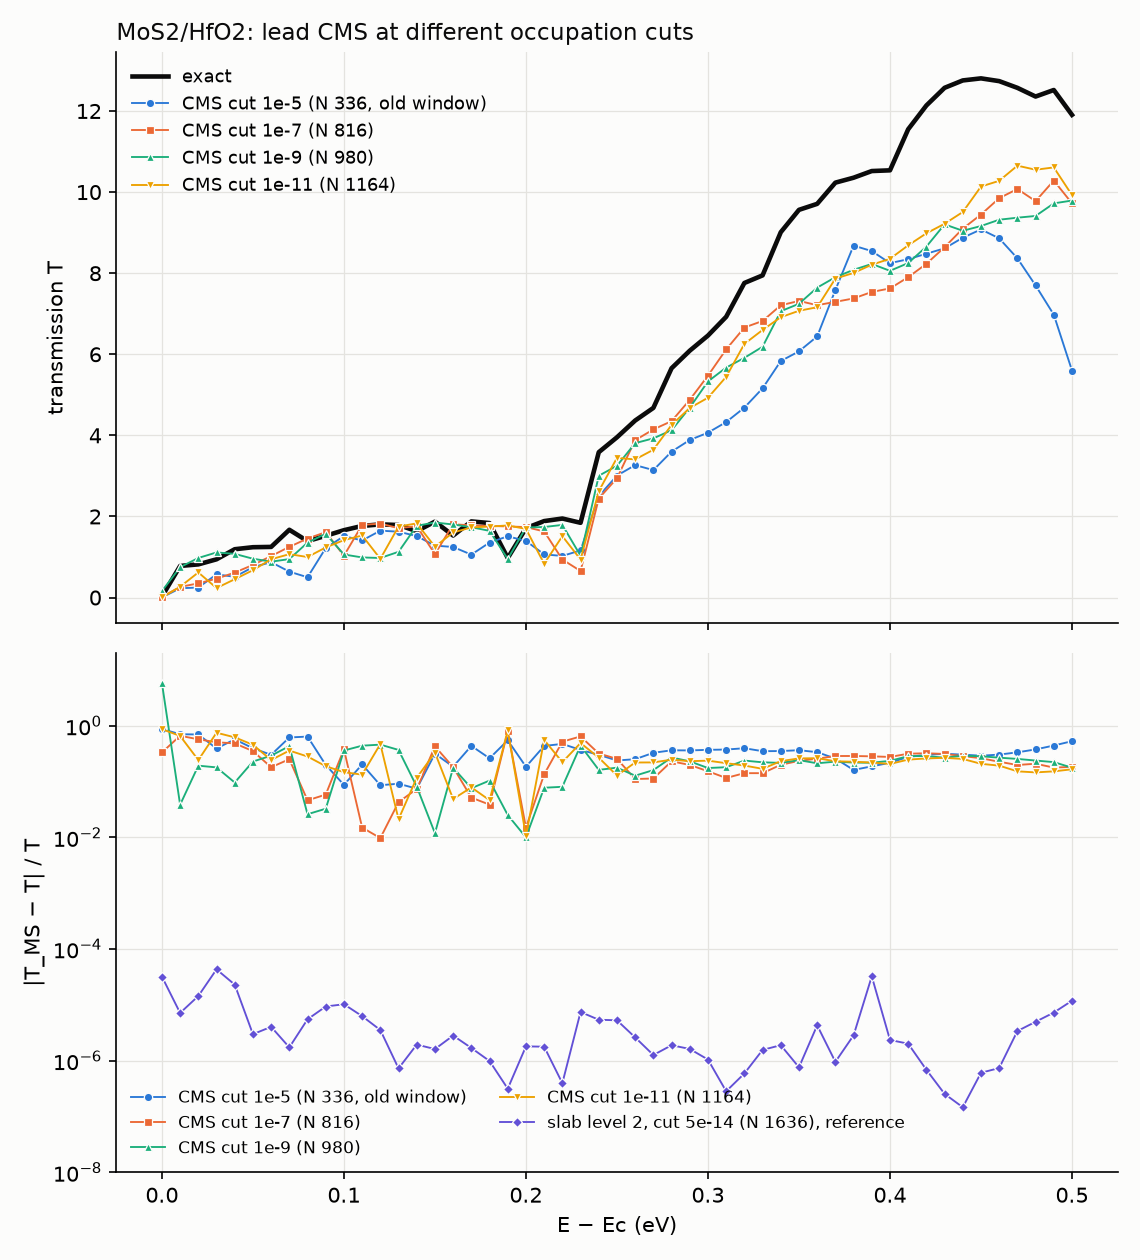 MoS2/HfO2: lead CMS at different occupation cuts
exact
CMS cut 1e-5 (N 336, old window)
CMS cut 1e-7 (N 816)
CMS cut 1e-9 (N 980)
CMS cut 1e-11 (N 1164)
transmission T
12
10
8
6
4
2
0
|T_MS − T| / T
10⁰
10⁻²
10⁻⁴
10⁻⁶
10⁻⁸
CMS cut 1e-5 (N 336, old window)
CMS cut 1e-7 (N 816)
CMS cut 1e-9 (N 980)
CMS cut 1e-11 (N 1164)
slab level 2, cut 5e-14 (N 1636), reference
0.0 0.1 0.2 0.3 0.4 0.5
E − Ec (eV)